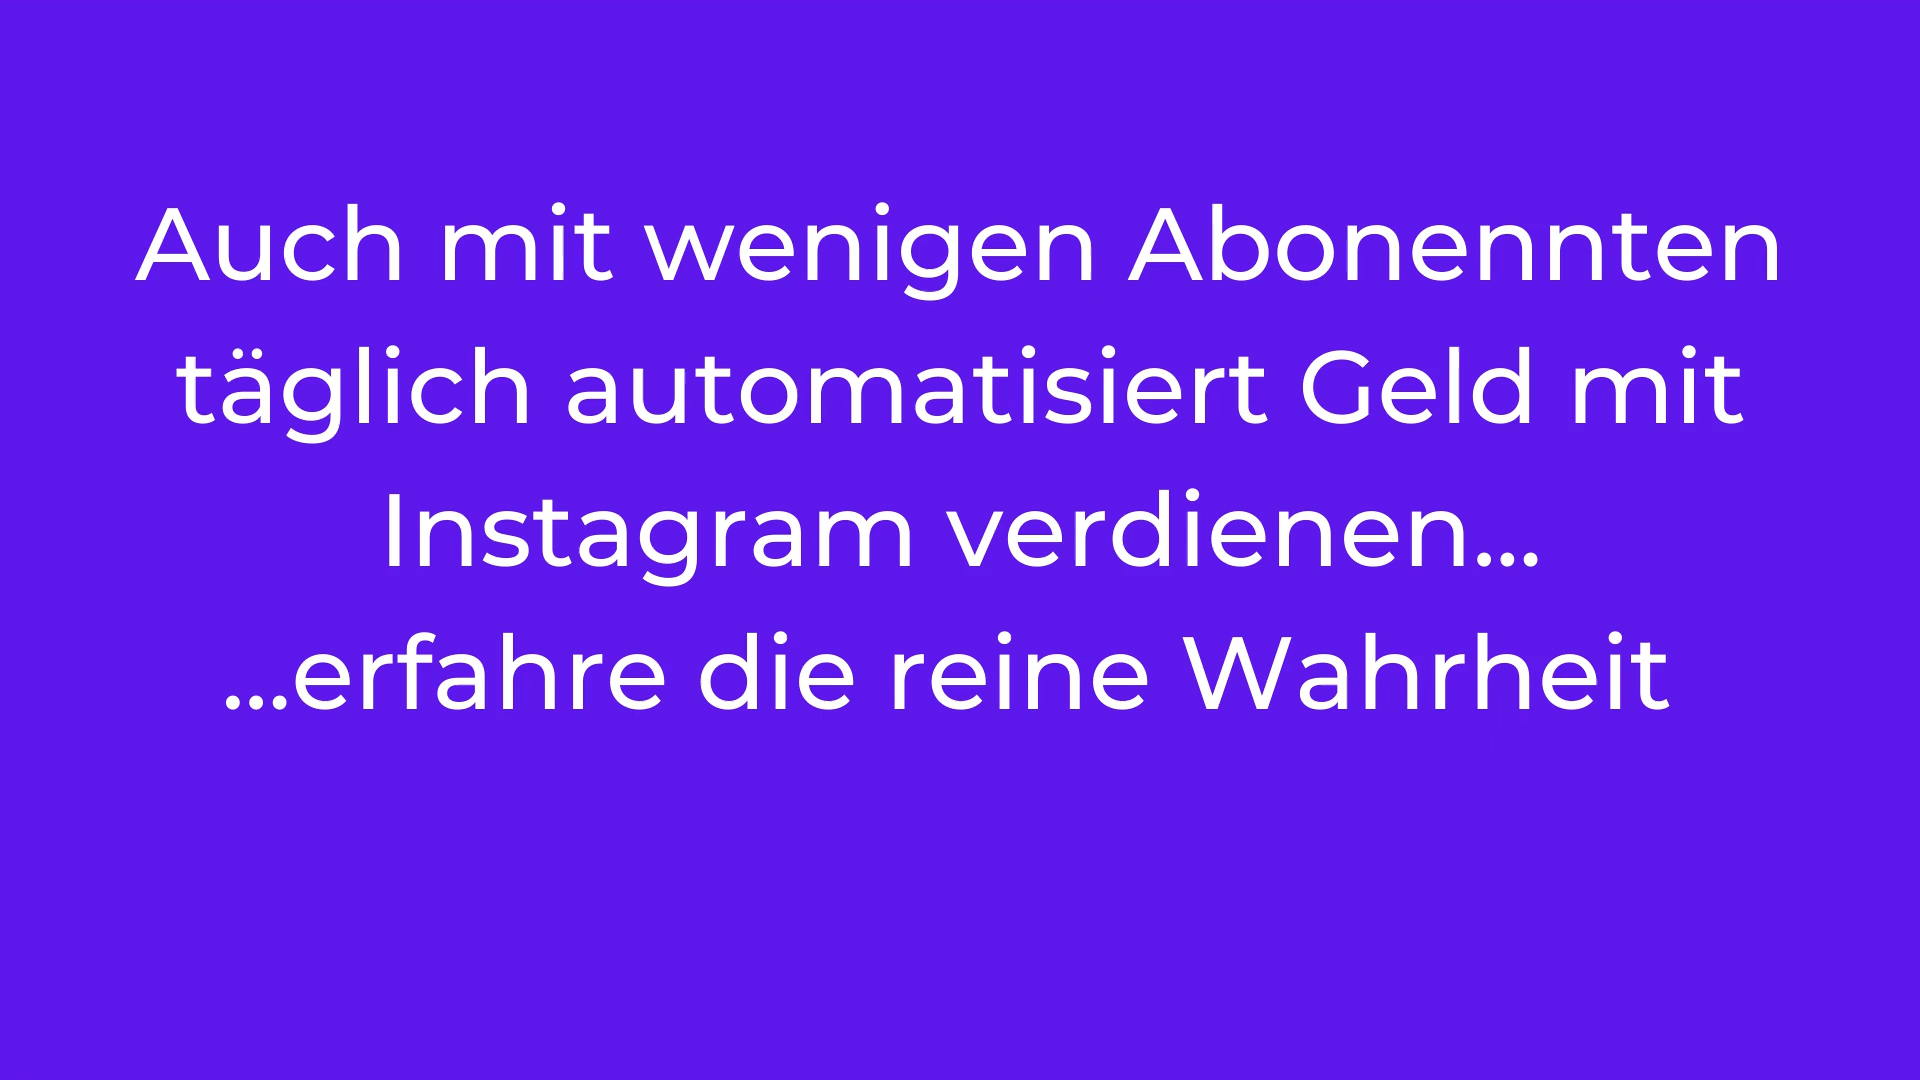 Auch mit wenigen Abonennten
täglich automatisiert Geld mit
Instagram verdienen...
...erfahre die reine Wahrheit